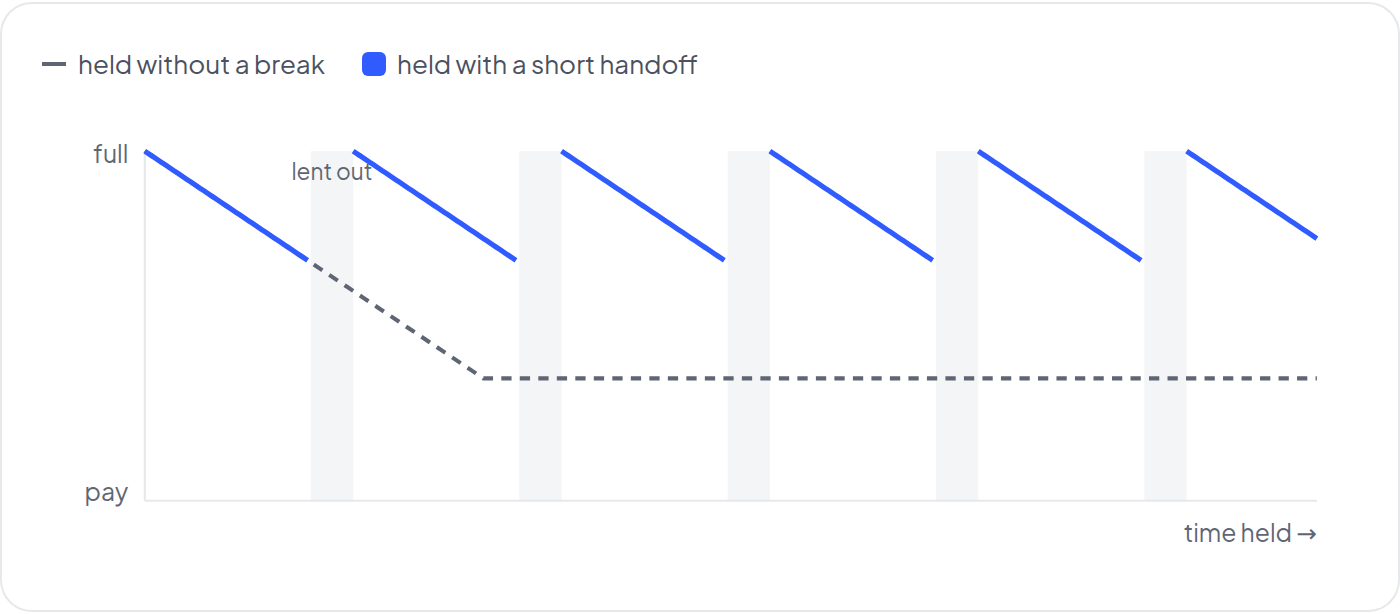 held without a break
held with a short handoff
full
lent out
pay
time held →